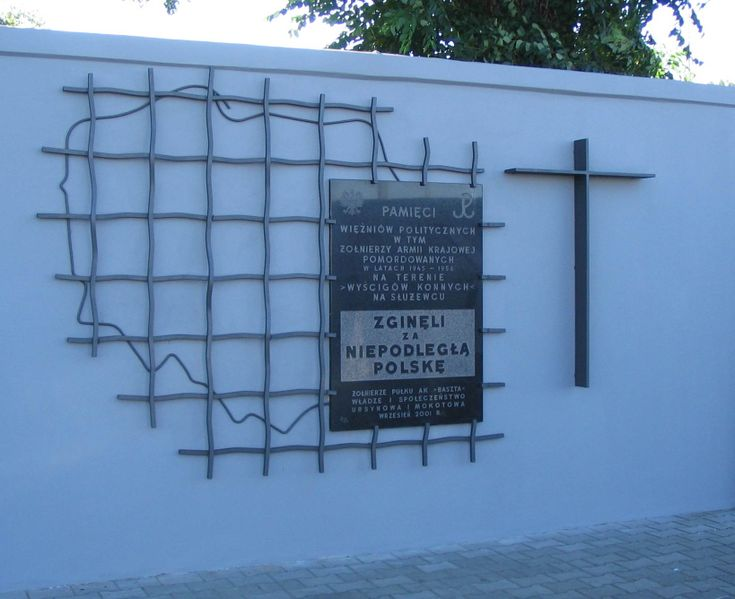 PAMIĘCI
WIĘŹNIÓW POLITYCZNYCH
W TYM
ŻOŁNIERZY ARMII KRAJOWEJ
POMORDOWANYCH
W LATACH 1945 - 1956
NA TERENIE
>WYŚCIGÓW KONNYCH<
NA SŁUŻEWCU
ZGINĘLI
ZA
NIEPODLEGŁĄ
POLSKĘ
ŻOŁNIERZE PUŁKU AK >BASZTA<
WŁADZE I SPOŁECZEŃSTWO
URSYNOWA I MOKOTOWA
WRZESIEŃ 2001 R.